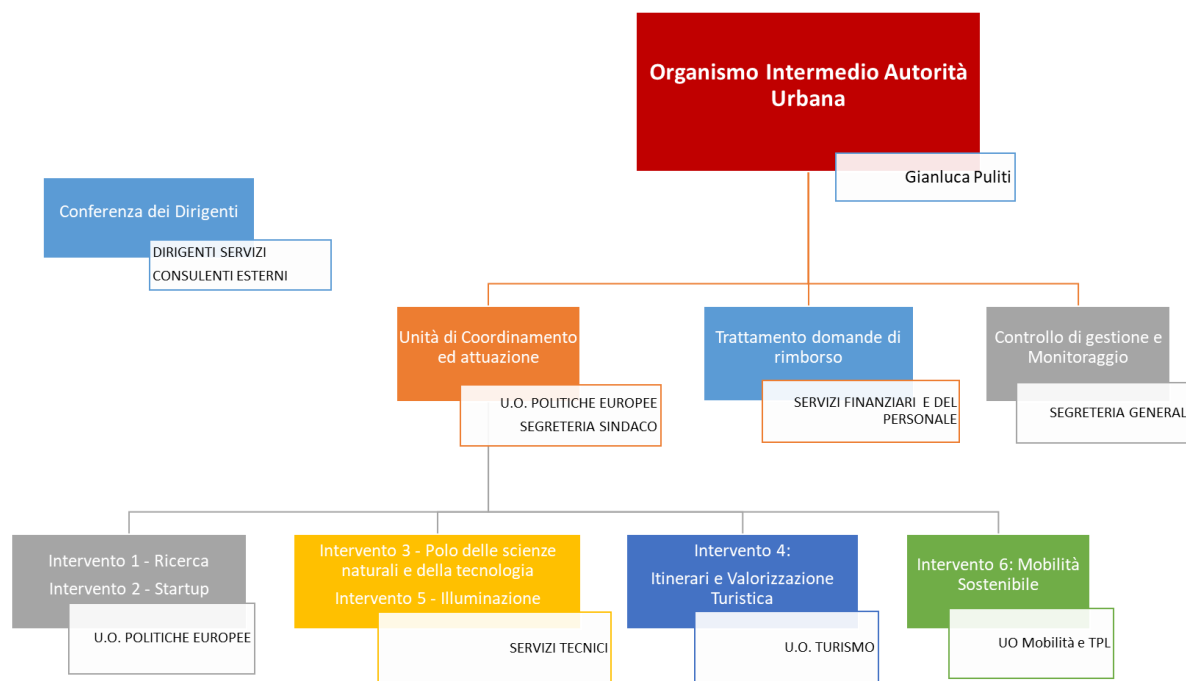 Organismo Intermedio Autorità
Urbana
Gianluca Puliti
Conferenza dei Dirigenti
DIRIGENTI SERVIZI
CONSULENTI ESTERNI
Unità di Coordinamento
ed attuazione
U.O. POLITICHE EUROPEE
SEGRETERIA SINDACO
Trattamento domande di
rimborso
SERVIZI FINANZIARI E DEL
PERSONALE
Controllo di gestione e
Monitoraggio
SEGRETERIA GENERAL
Intervento 1 - Ricerca
Intervento 2 - Startup
U.O. POLITICHE EUROPEE
Intervento 3 - Polo delle scienze
naturali e della tecnologia
Intervento 5 - Illuminazione
SERVIZI TECNICI
Intervento 4:
Itinerari e Valorizzazione
Turistica
U.O. TURISMO
Intervento 6: Mobilità
Sostenibile
UO Mobilità e TPL